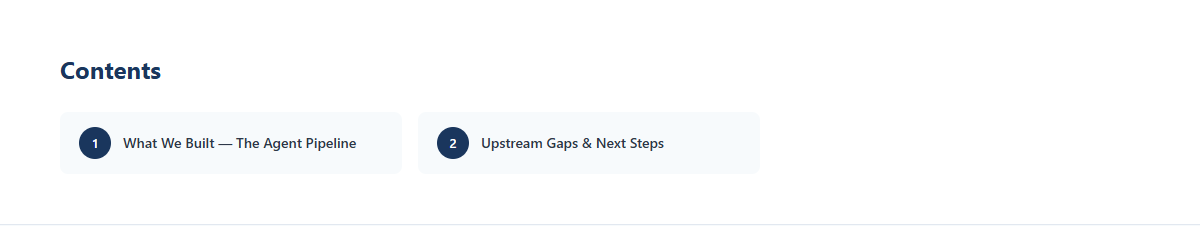 Contents
1 What We Built — The Agent Pipeline
2 Upstream Gaps & Next Steps